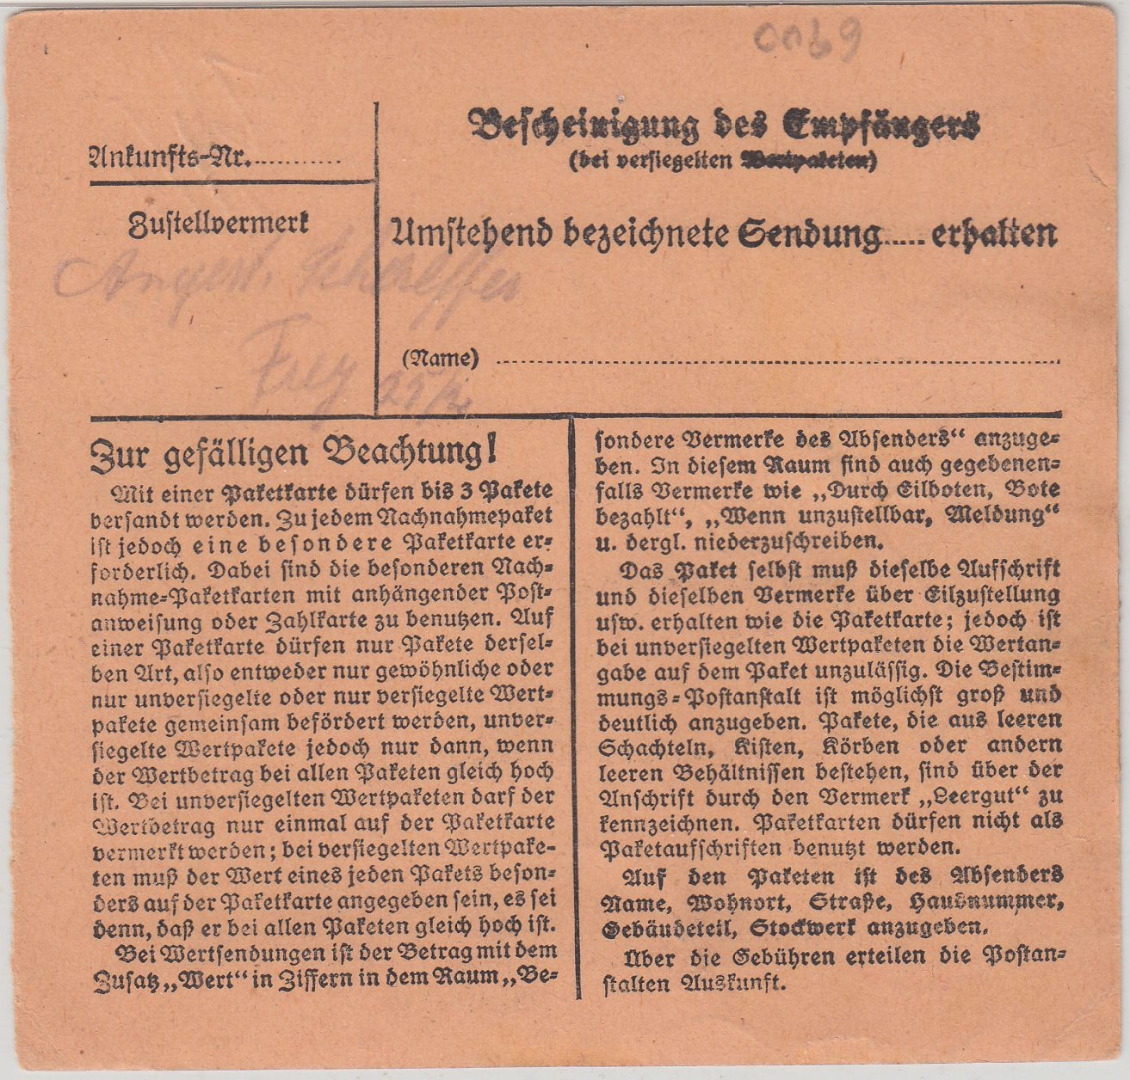 Bescheinigung des Empfängers
(bei versiegelten Wertpaketen)
Ankunfts-Nr.............
Zustellvermerk
Umstehend bezeichnete Sendung..... erhalten
(Name) ........................................
Zur gefälligen Beachtung!
Mit einer Paketkarte dürfen bis 3 Pakete
versandt werden. Zu jedem Nachnahmepaket
ist jedoch eine besondere Paketkarte er-
forderlich. Dabei sind die besonderen Nach-
nahme-Paketkarten mit anhängender Post-
anweisung oder Zahlkarte zu benutzen. Auf
einer Paketkarte dürfen nur Pakete dersel-
ben Art, also entweder nur gewöhnliche oder
nur unversiegelte oder nur versiegelte Wert-
pakete gemeinsam befördert werden, unver-
siegelte Wertpakete jedoch nur dann, wenn
der Wertbetrag bei allen Paketen gleich hoch
ist. Bei unversiegelten Wertpaketen darf der
Wertbetrag nur einmal auf der Paketkarte
vermerkt werden; bei versiegelten Wertpake-
ten muß der Wert eines jeden Pakets beson-
ders auf der Paketkarte angegeben sein, es sei
denn, daß er bei allen Paketen gleich hoch ist.
Bei Wertsendungen ist der Betrag mit dem
Zusatz „Wert“ in Ziffern in dem Raum „Be-
sondere Vermerke des Absenders“ anzuge-
ben. In diesem Raum sind auch gegebenen-
falls Vermerke wie „Durch Eilboten, Bote
bezahlt“, „Wenn unzustellbar, Meldung“
u. dergl. niederzuschreiben.
Das Paket selbst muß dieselbe Aufschrift
und dieselben Vermerke über Eilzustellung
usw. erhalten wie die Paketkarte; jedoch ist
bei unversiegelten Wertpaketen die Wertan-
gabe auf dem Paket unzulässig. Die Bestim-
mungs-Postanstalt ist möglichst groß und
deutlich anzugeben. Pakete, die aus leeren
Schachteln, Kisten, Körben oder andern
leeren Behältnissen bestehen, sind über der
Anschrift durch den Vermerk „Leergut“ zu
kennzeichnen. Paketkarten dürfen nicht als
Paketaufschriften benutzt werden.
Auf den Paketen ist des Absenders
Name, Wohnort, Straße, Hausnummer,
Gebäudeteil, Stockwerk anzugeben.
Über die Gebühren erteilen die Postan-
stalten Auskunft.